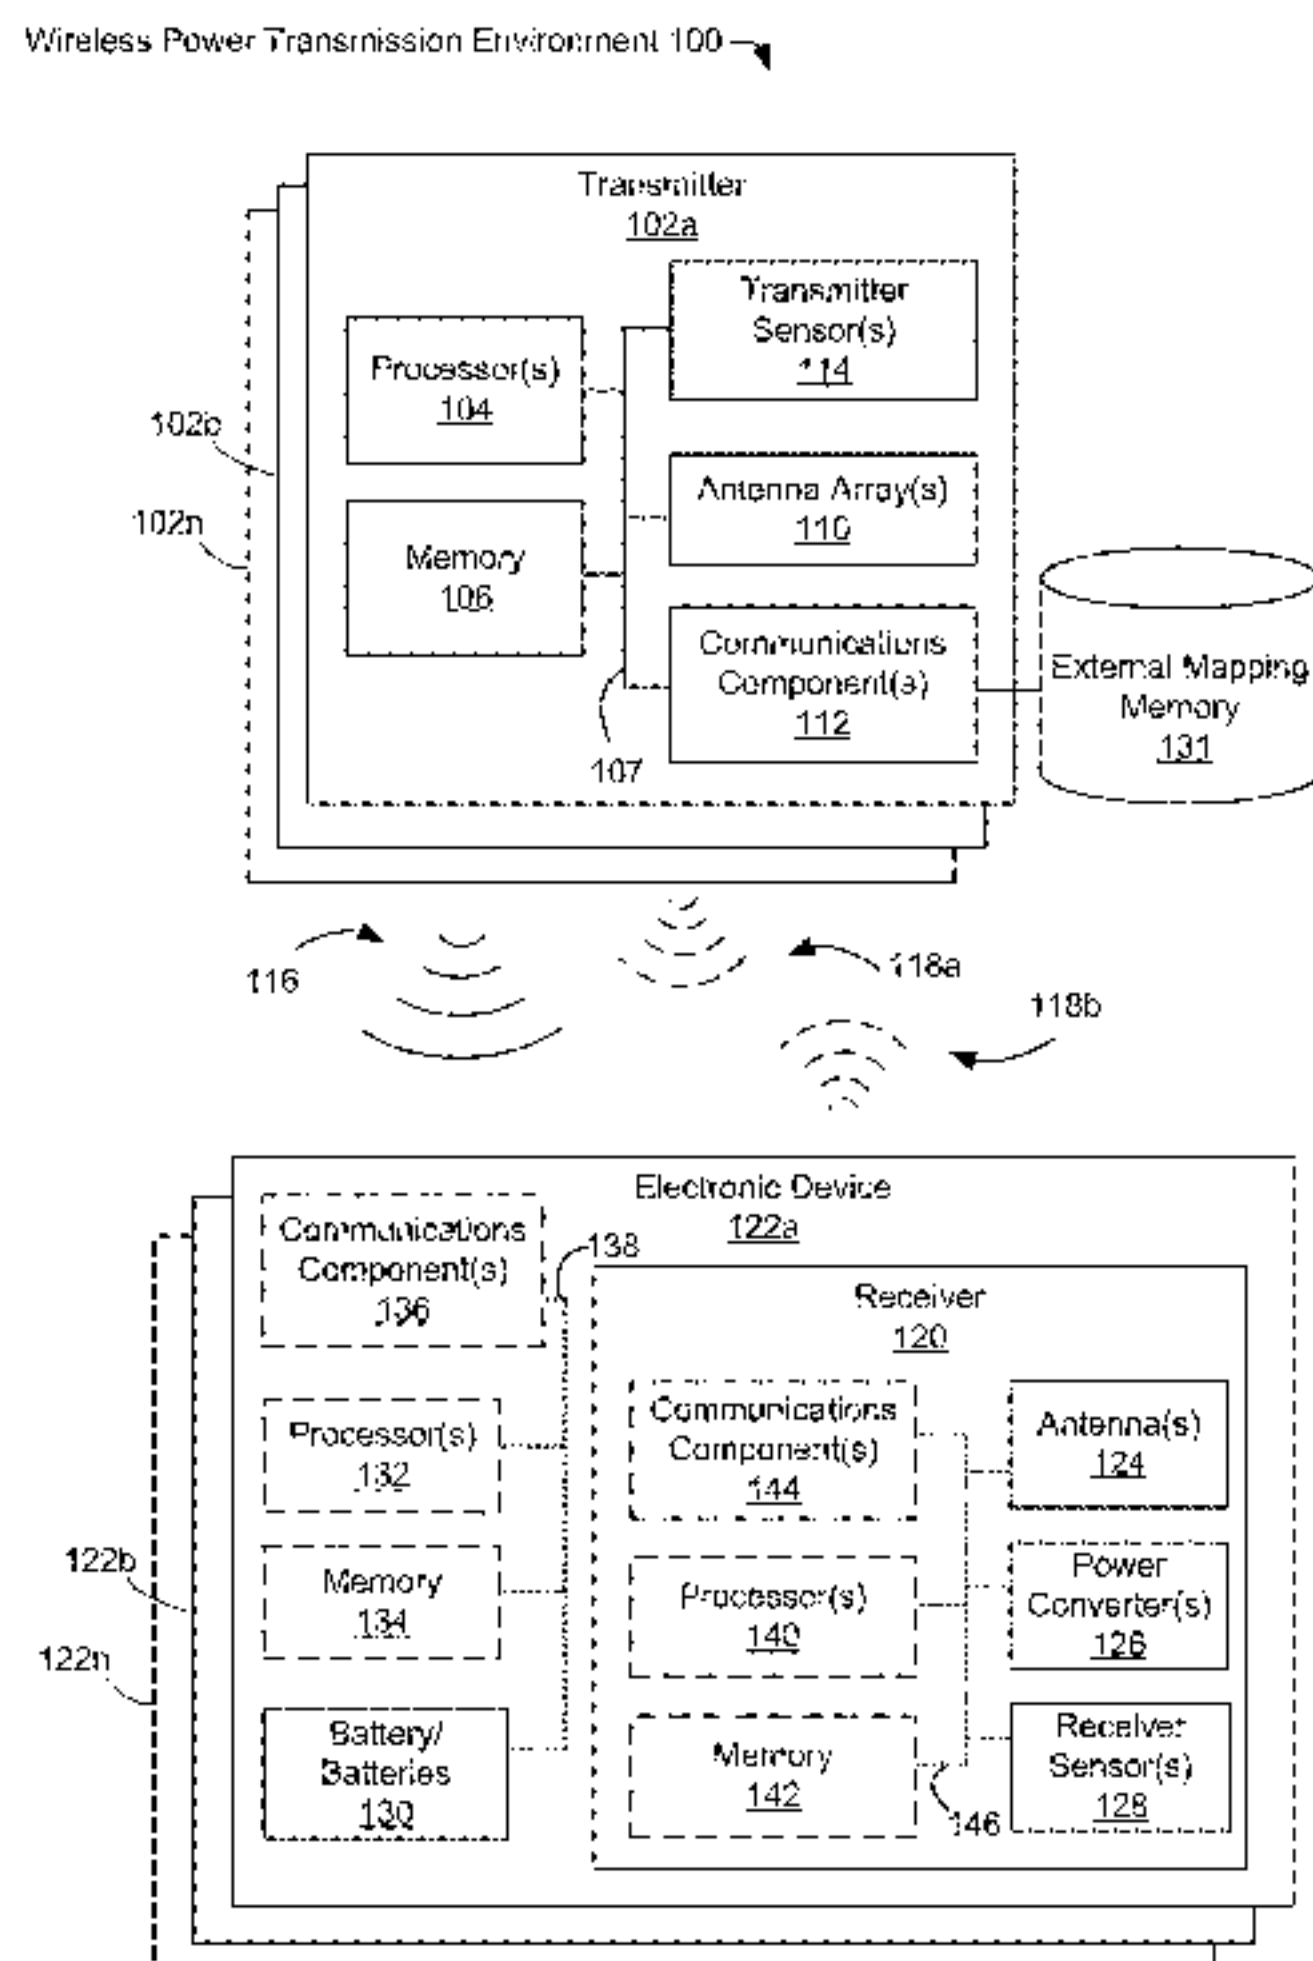 Wireless Power Transmission Environment 100
Transmitter
102a
Transmitter
Sensor(s)
114
Processor(s)
104
102b
Antenna Array(s)
110
102n
Memory
106
Communications
Component(s)
112
External Mapping
Memory
131
107
116
118a
118b
Electronic Device
122a
Communications
Component(s)
136
138
Receiver
120
Communications
Component(s)
144
Antenna(s)
124
Processor(s)
132
122b
Memory
134
Processor(s)
140
Power
Converter(s)
126
122n
Battery/
Batteries
130
Memory
142
146
Receiver
Sensor(s)
128